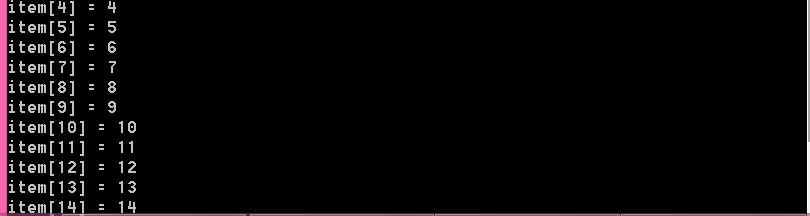 item[4] = 4
item[5] = 5
item[6] = 6
item[7] = 7
item[8] = 8
item[9] = 9
item[10] = 10
item[11] = 11
item[12] = 12
item[13] = 13
item[14] = 14